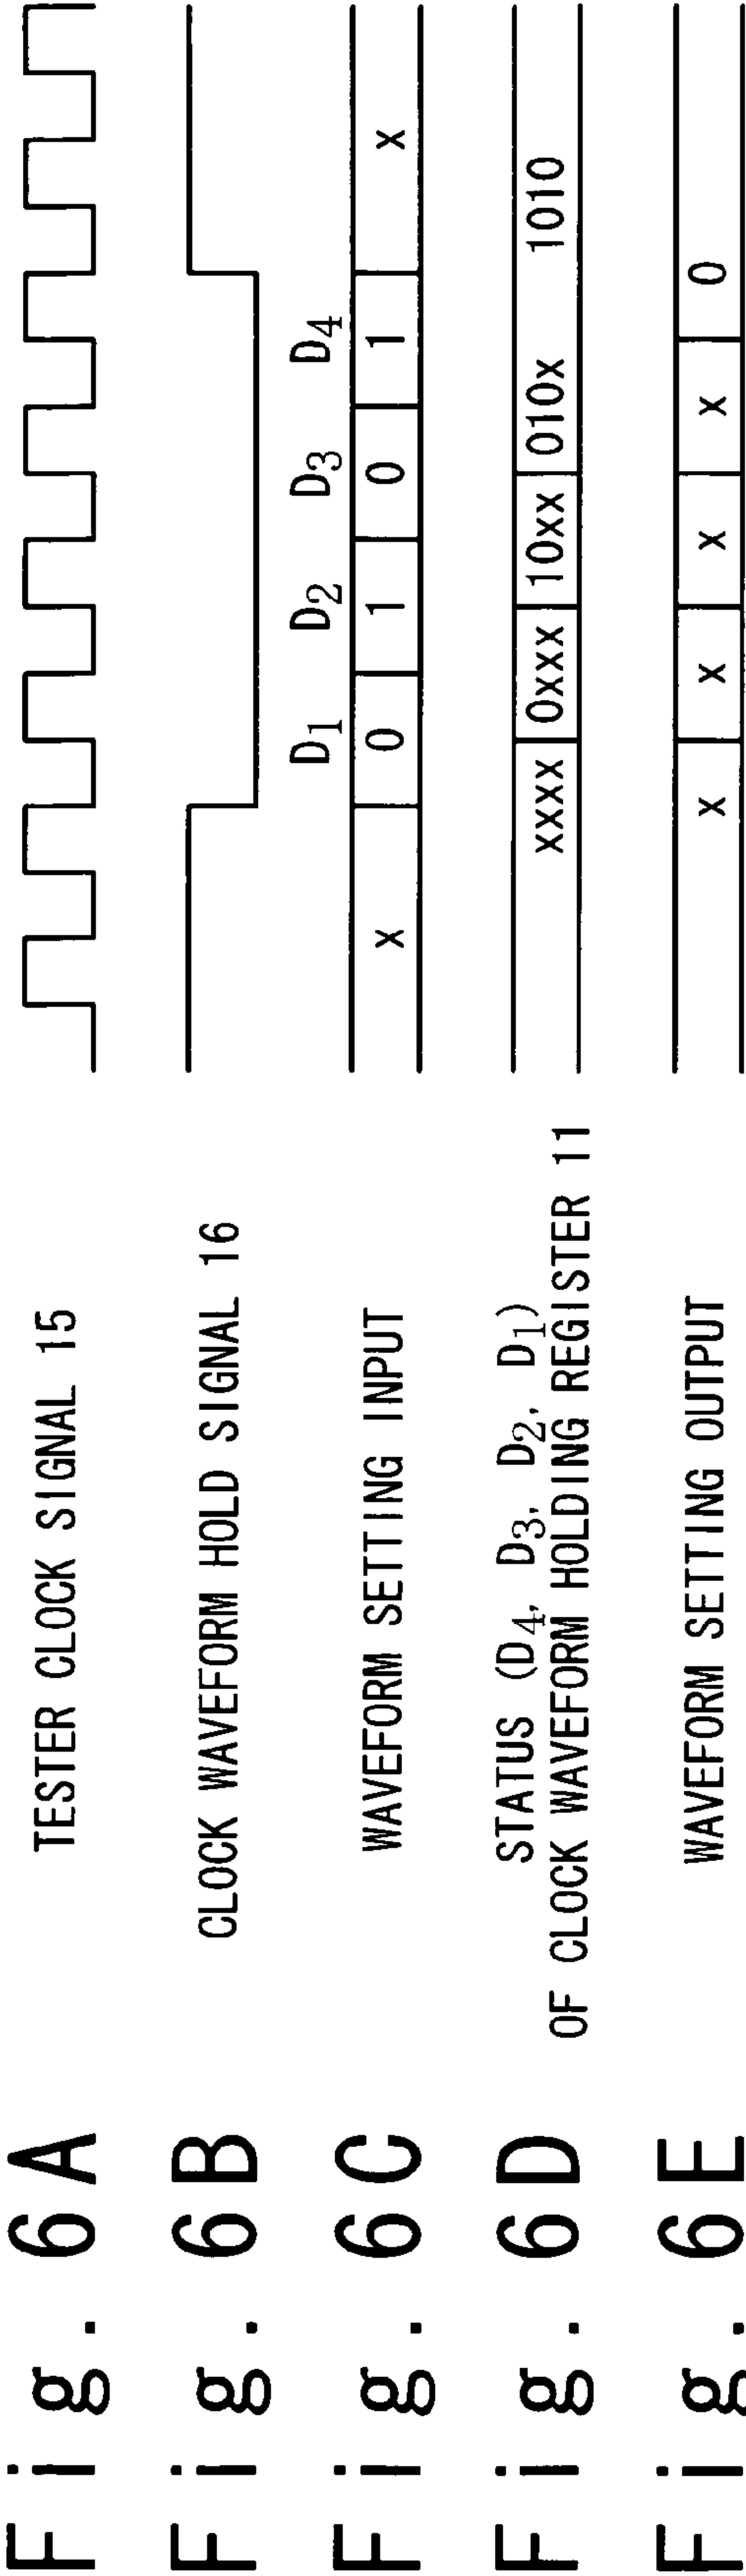 Fig. 6A
TESTER CLOCK SIGNAL 15
Fig. 6B
CLOCK WAVEFORM HOLD SIGNAL 16
Fig. 6C
WAVEFORM SETTING INPUT
D1 D2 D3 D4
x 0 1 0 1 x
Fig. 6D
STATUS (D4, D3, D2, D1)
OF CLOCK WAVEFORM HOLDING REGISTER 11
xxxx 0xxx 10xx 010x 1010
Fig. 6E
WAVEFORM SETTING OUTPUT
x x x x 0